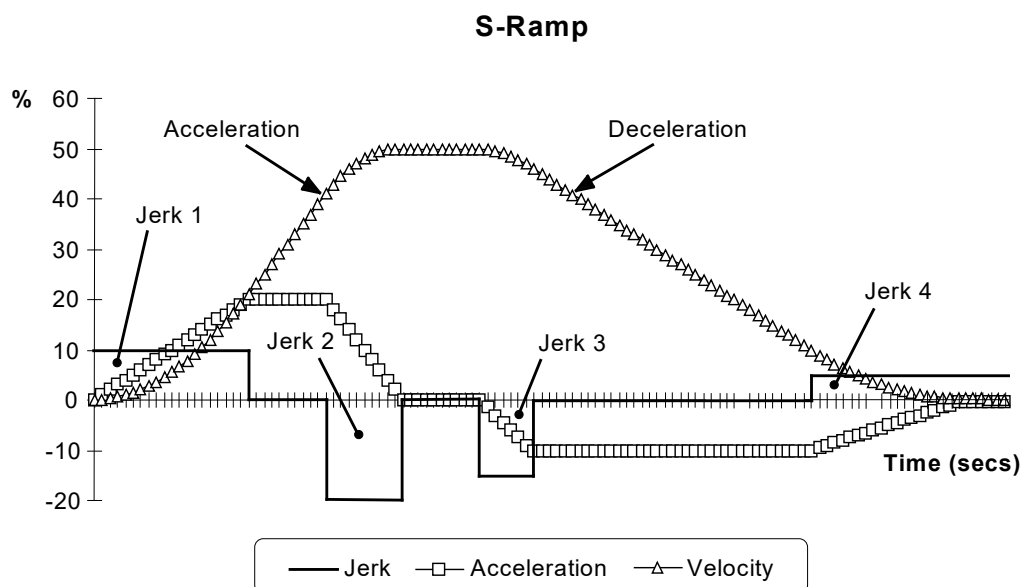 S-Ramp
%
60
Acceleration
Deceleration
50
40
Jerk 1
30
20
Jerk 4
Jerk 2
Jerk 3
10
0
-10
Time (secs)
-20
Jerk Acceleration Velocity